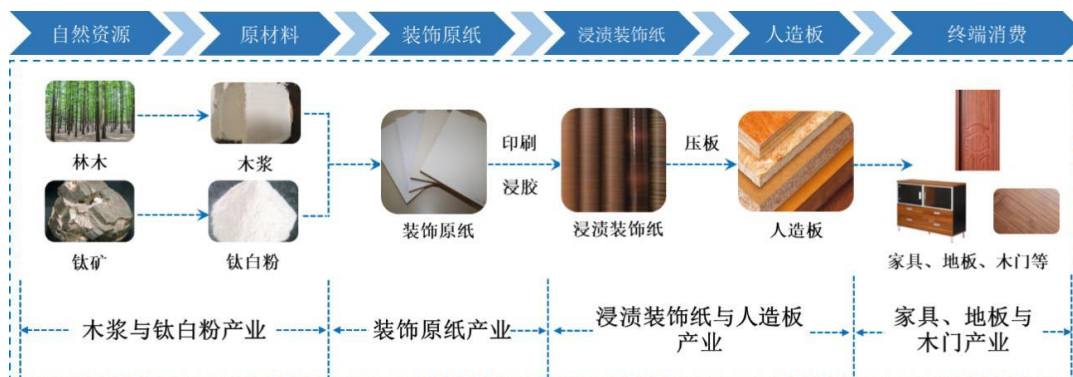 自然资源
原材料
装饰原纸
浸渍装饰纸
人造板
终端消费
林木
木浆
钛矿
钛白粉
装饰原纸
印刷
浸胶
浸渍装饰纸
压板
人造板
家具、地板、木门等
木浆与钛白粉产业
装饰原纸产业
浸渍装饰纸与人造板
产业
家具、地板与
木门产业